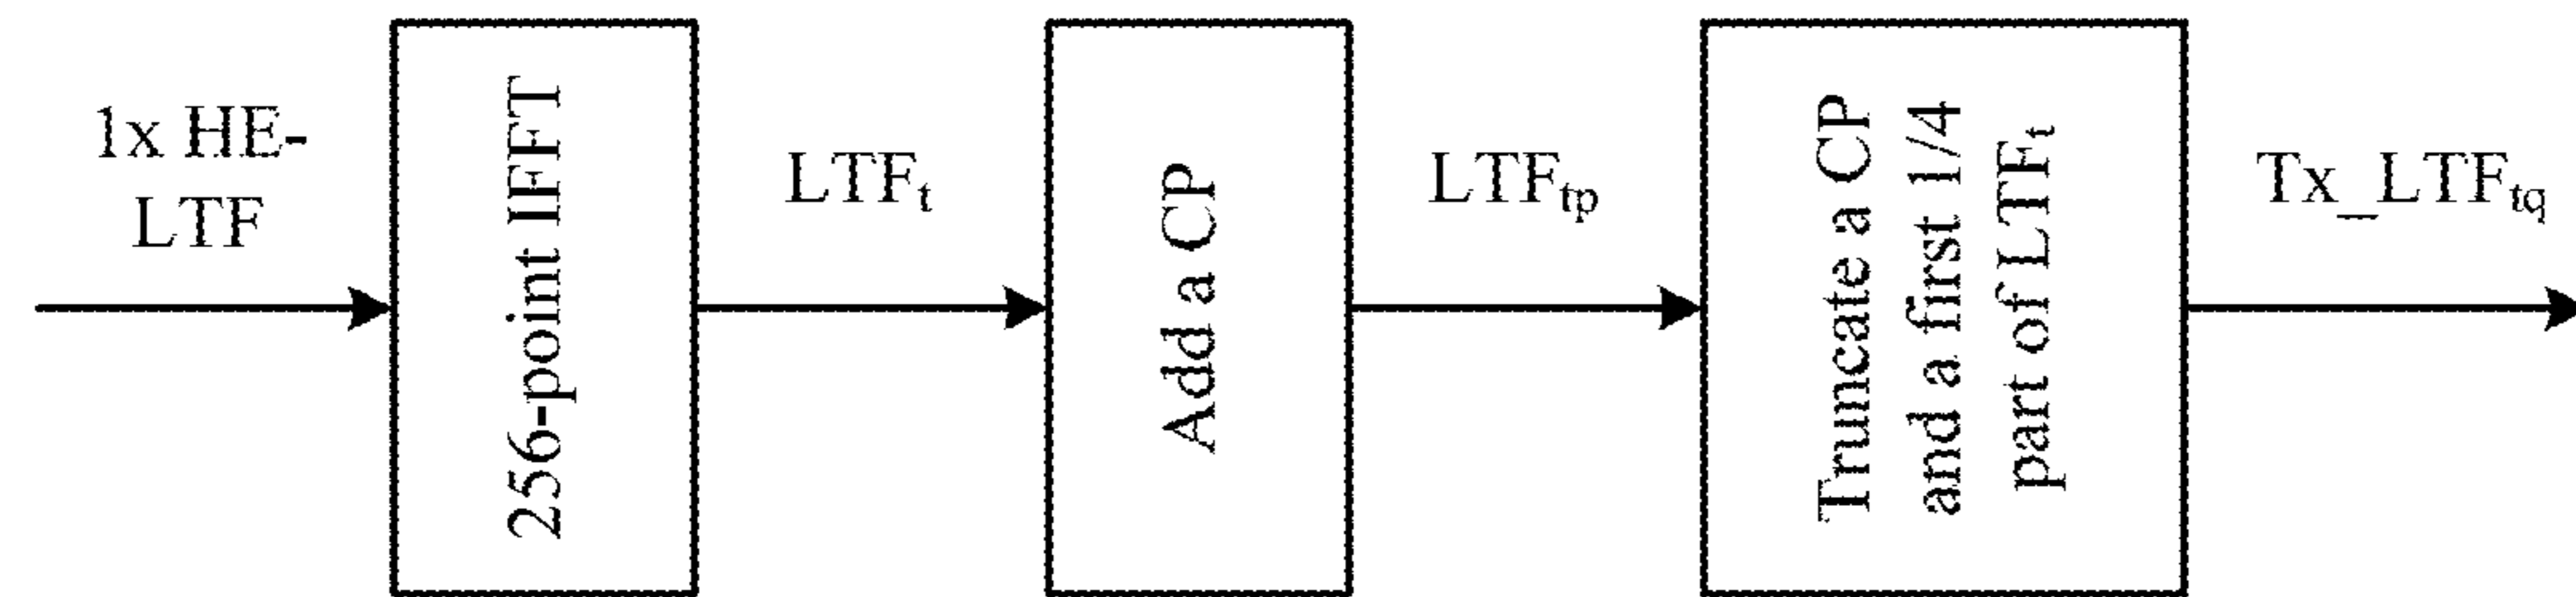 1x HE-
LTF
256-point IFFT
LTFt
Add a CP
LTFtp
Truncate a CP
and a first 1/4
part of LTFt
Tx_LTFtq